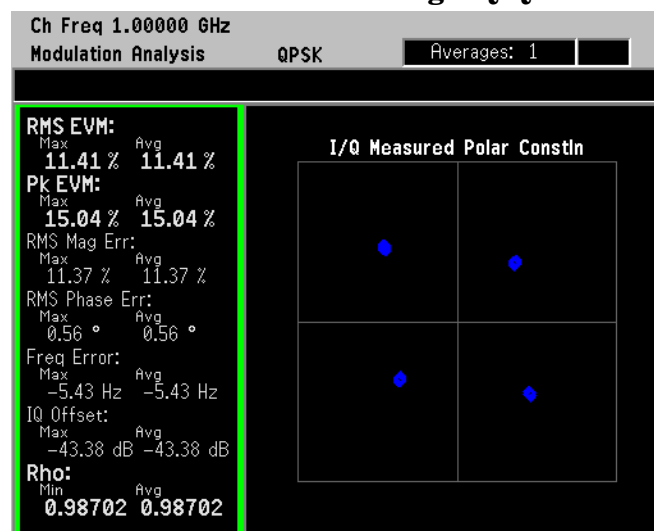 Ch Freq 1.00000 GHz
Modulation Analysis QPSK Averages: 1
RMS EVM:
Max Avg
11.41 % 11.41 %
Pk EVM:
Max Avg
15.04 % 15.04 %
RMS Mag Err:
Max Avg
11.37 % 11.37 %
RMS Phase Err:
Max Avg
0.56 ° 0.56 °
Freq Error:
Max Avg
-5.43 Hz -5.43 Hz
IQ Offset:
Max Avg
-43.38 dB -43.38 dB
Rho:
Min Avg
0.98702 0.98702
I/Q Measured Polar Constln